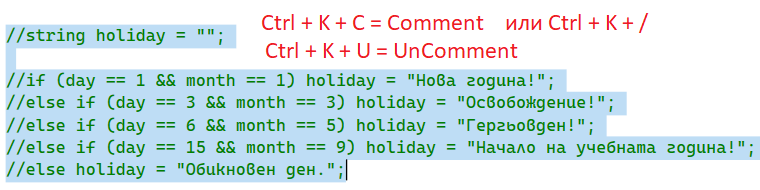 Ctrl + K + C = Comment или Ctrl + K + /
//string holiday = "";
Ctrl + K + U = UnComment
//if (day == 1 && month == 1) holiday = "Нова година!";
//else if (day == 3 && month == 3) holiday = "Освобождение!";
//else if (day == 6 && month == 5) holiday = "Гергьовден!";
//else if (day == 15 && month == 9) holiday = "Начало на учебната година!";
//else holiday = "Обикновен ден.";